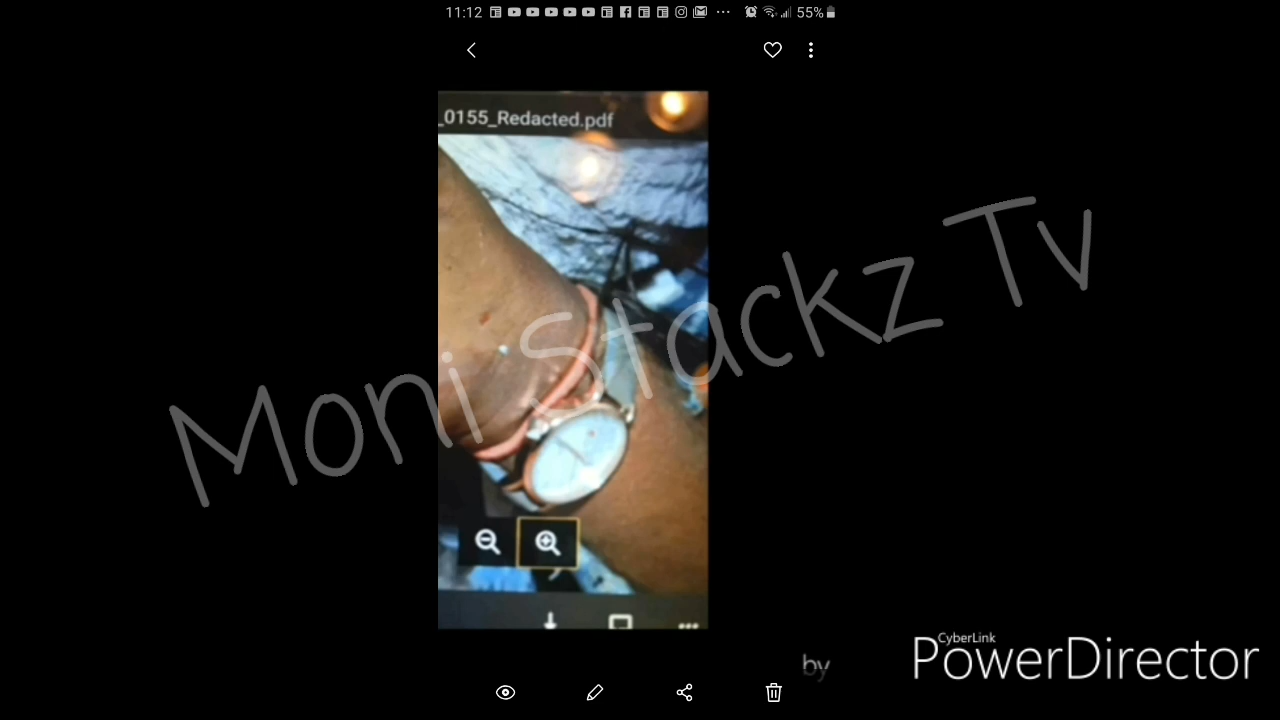 11:12
55%
_0155_Redacted.pdf
Moni Stackz Tv
by
CyberLink
PowerDirector